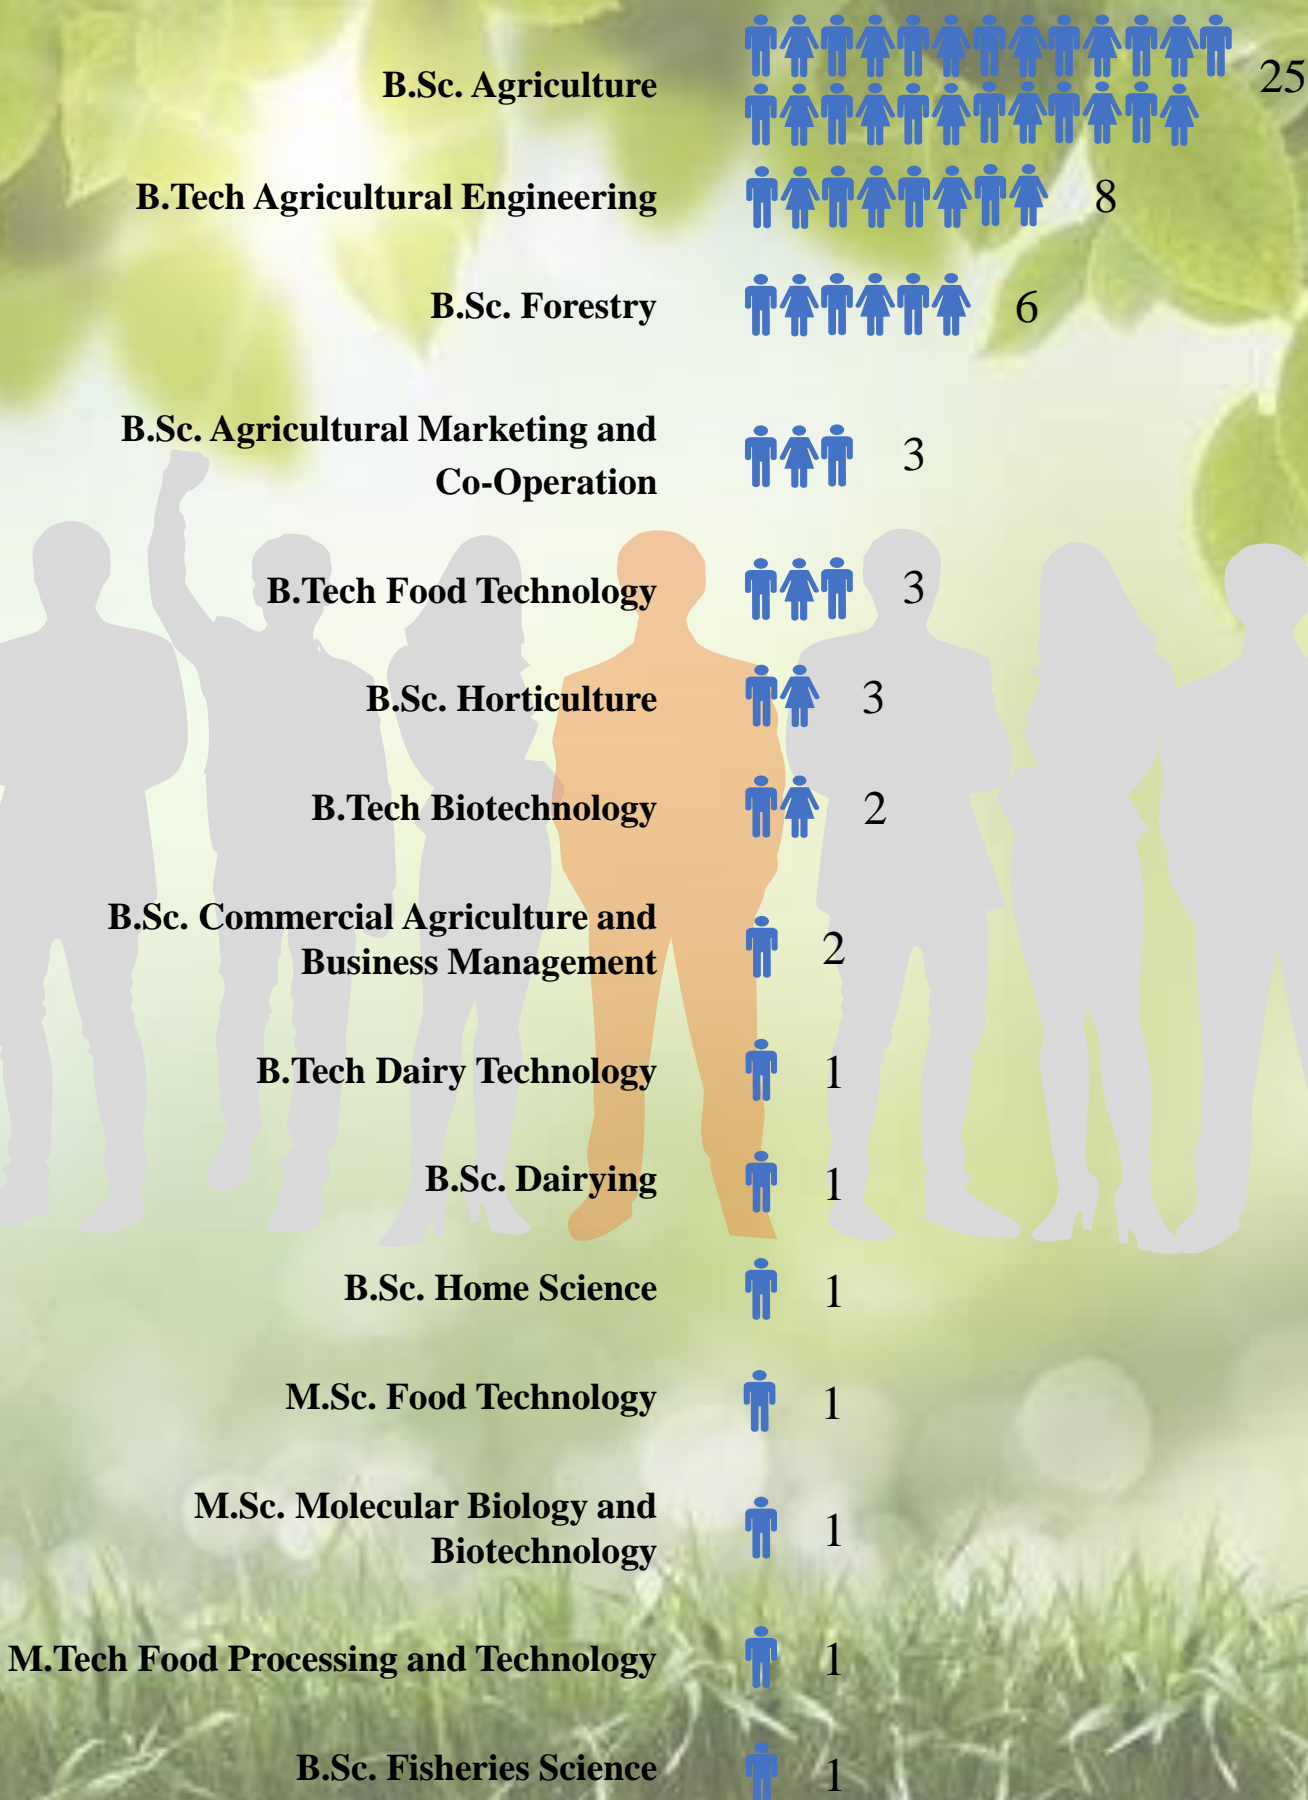 B.Sc. Agriculture 25
B.Tech Agricultural Engineering 8
B.Sc. Forestry 6
B.Sc. Agricultural Marketing and
Co-Operation 3
B.Tech Food Technology 3
B.Sc. Horticulture 3
B.Tech Biotechnology 2
B.Sc. Commercial Agriculture and
Business Management 2
B.Tech Dairy Technology 1
B.Sc. Dairying 1
B.Sc. Home Science 1
M.Sc. Food Technology 1
M.Sc. Molecular Biology and
Biotechnology 1
M.Tech Food Processing and Technology 1
B.Sc. Fisheries Science 1